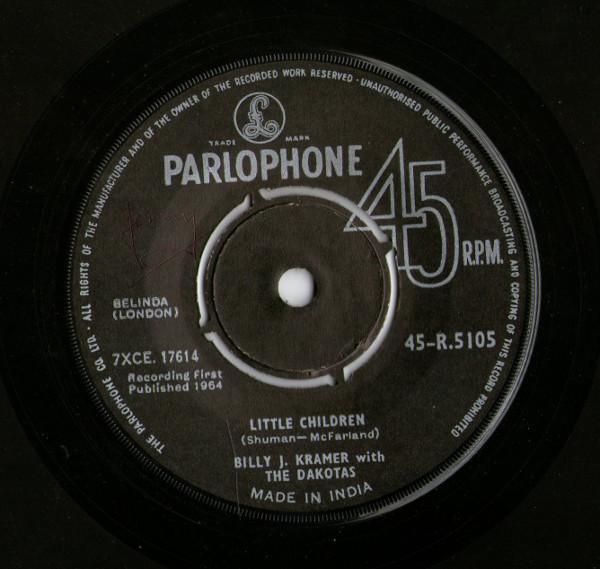 THE PARLOPHONE CO. LTD. · ALL RIGHTS OF THE MANUFACTURER AND OF THE OWNER OF THE RECORDED WORK RESERVED · UNAUTHORISED PUBLIC PERFORMANCE BROADCASTING AND COPYING OF THIS RECORD PROHIBITED
£
TRADE MARK
PARLOPHONE
45
R.P.M.
BELINDA
(LONDON)
7XCE. 17614
45-R.5105
Recording First
Published 1964
LITTLE CHILDREN
(Shuman—McFarland)
BILLY J. KRAMER with
THE DAKOTAS
MADE IN INDIA